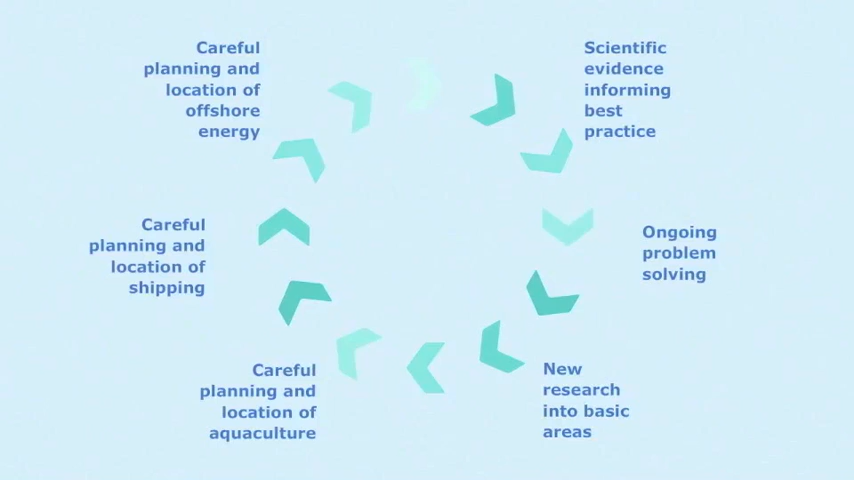 Careful
planning and
location of
offshore
energy
Scientific
evidence
informing
best
practice
Careful
planning and
location of
shipping
Ongoing
problem
solving
Careful
planning and
location of
aquaculture
New
research
into basic
areas